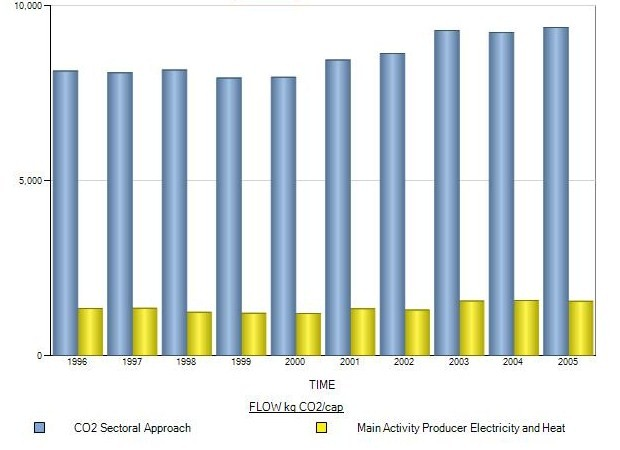 10,000
5,000
0
1996 1997 1998 1999 2000 2001 2002 2003 2004 2005
TIME
FLOW kg CO2/cap
CO2 Sectoral Approach Main Activity Producer Electricity and Heat